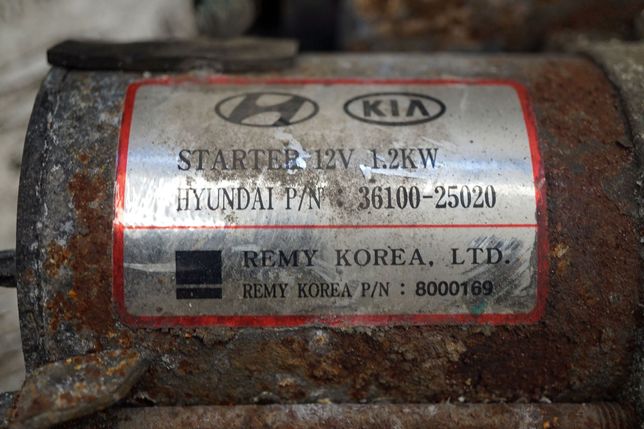 KIA
STARTER 12V 1.2KW
HYUNDAI P/N : 36100-25020
REMY KOREA, LTD.
REMY KOREA P/N : 8000169